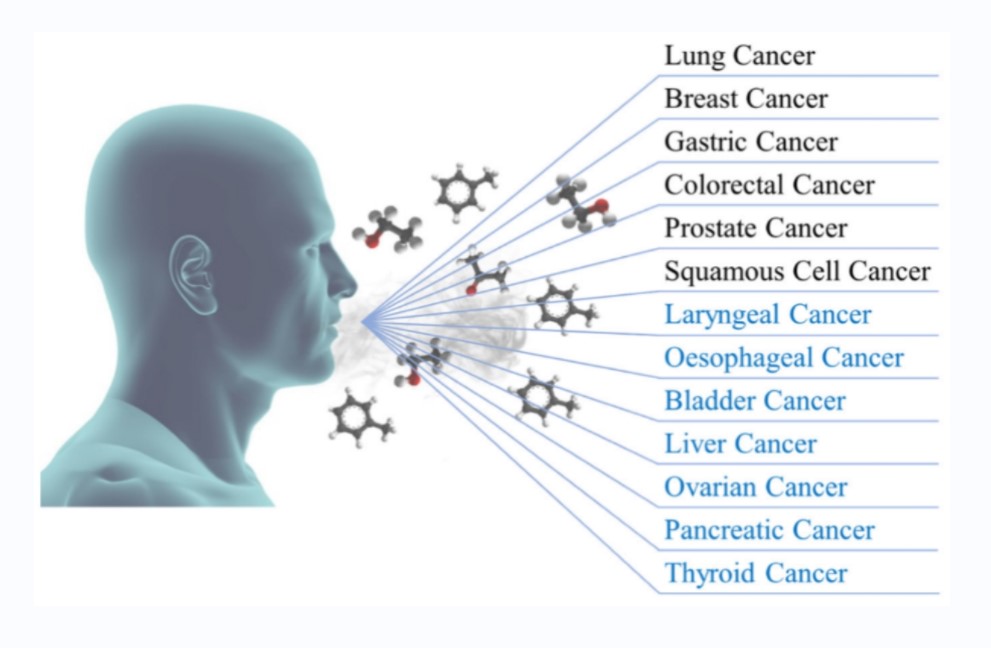 Lung Cancer
Breast Cancer
Gastric Cancer
Colorectal Cancer
Prostate Cancer
Squamous Cell Cancer
Laryngeal Cancer
Oesophageal Cancer
Bladder Cancer
Liver Cancer
Ovarian Cancer
Pancreatic Cancer
Thyroid Cancer